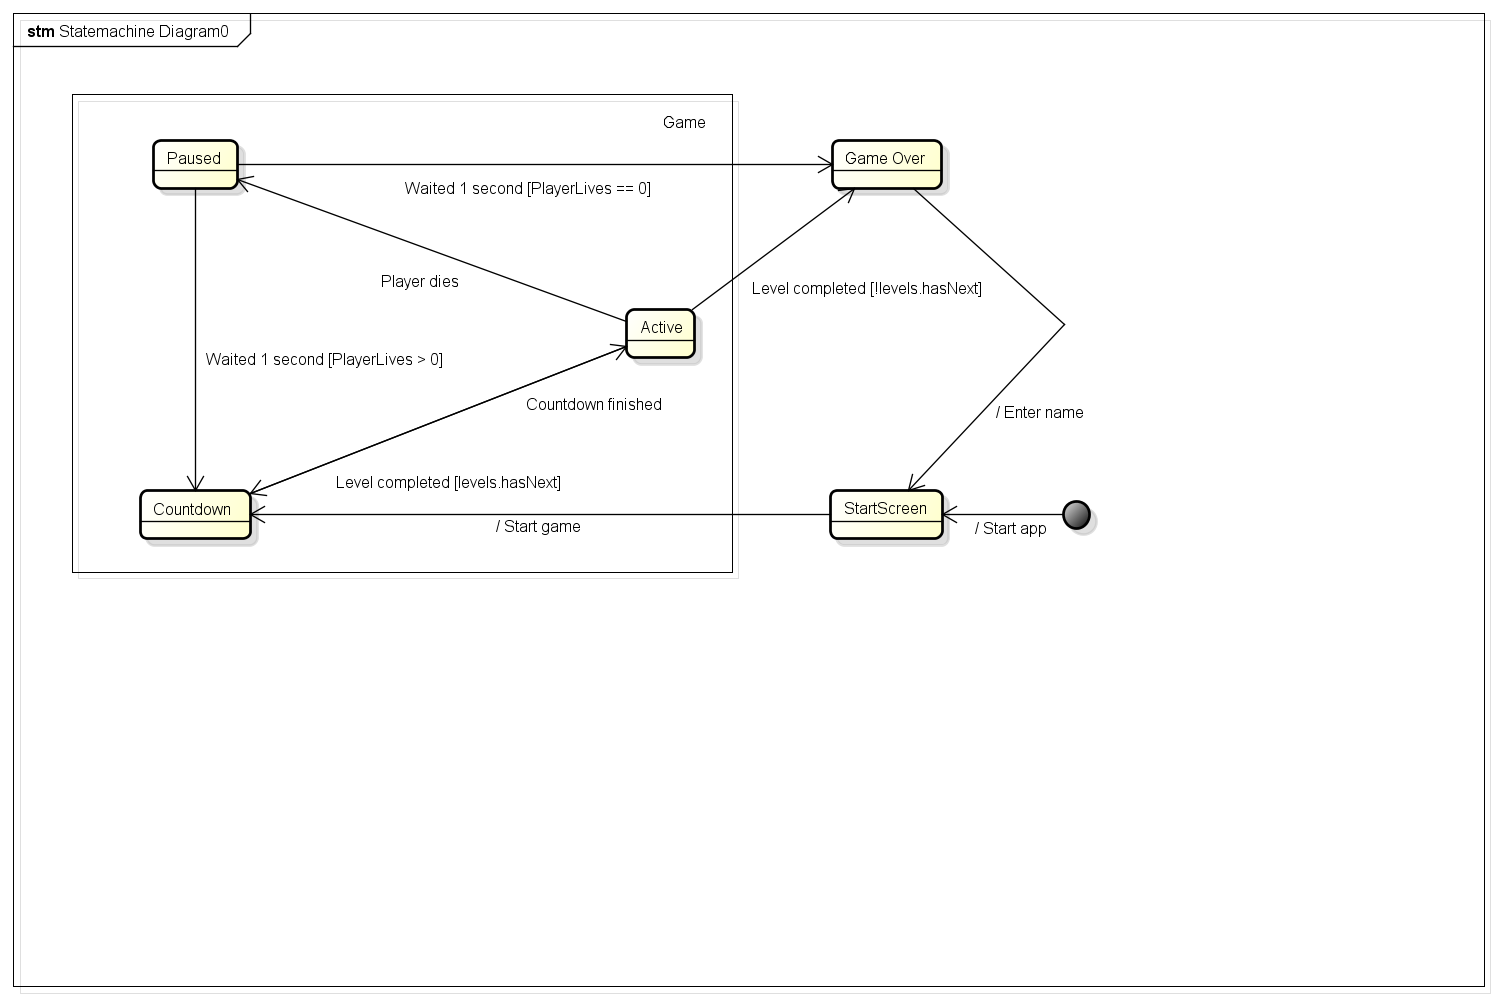 stm Statemachine Diagram0
Game
Paused
Game Over
Waited 1 second [PlayerLives == 0]
Player dies
Level completed [!levels.hasNext]
Active
Waited 1 second [PlayerLives > 0]
Countdown finished
/ Enter name
Level completed [levels.hasNext]
Countdown
StartScreen
/ Start game
/ Start app